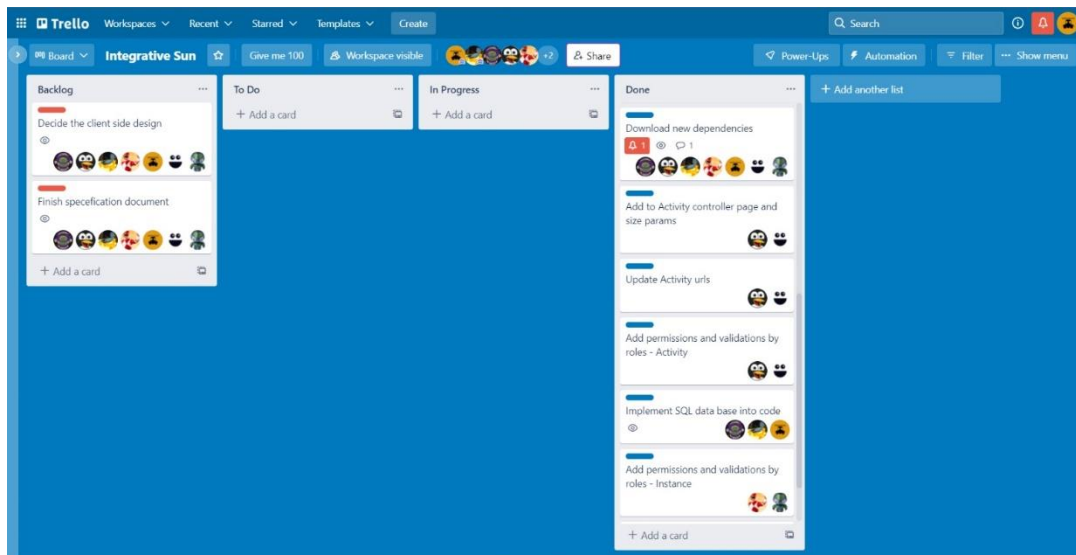 Trello Workspaces Recent Starred Templates Create Search
Board Integrative Sun Give me 100 Workspace visible +2 Share Power-Ups Automation Filter ... Show menu
Backlog ...
Decide the client side design
Finish specefication document
+ Add a card
To Do ...
+ Add a card
In Progress ...
+ Add a card
Done ...
Download new dependencies
1 1
Add to Activity controller page and
size params
Update Activity urls
Add permissions and validations by
roles - Activity
Implement SQL data base into code
Add permissions and validations by
roles - Instance
+ Add a card
+ Add another list